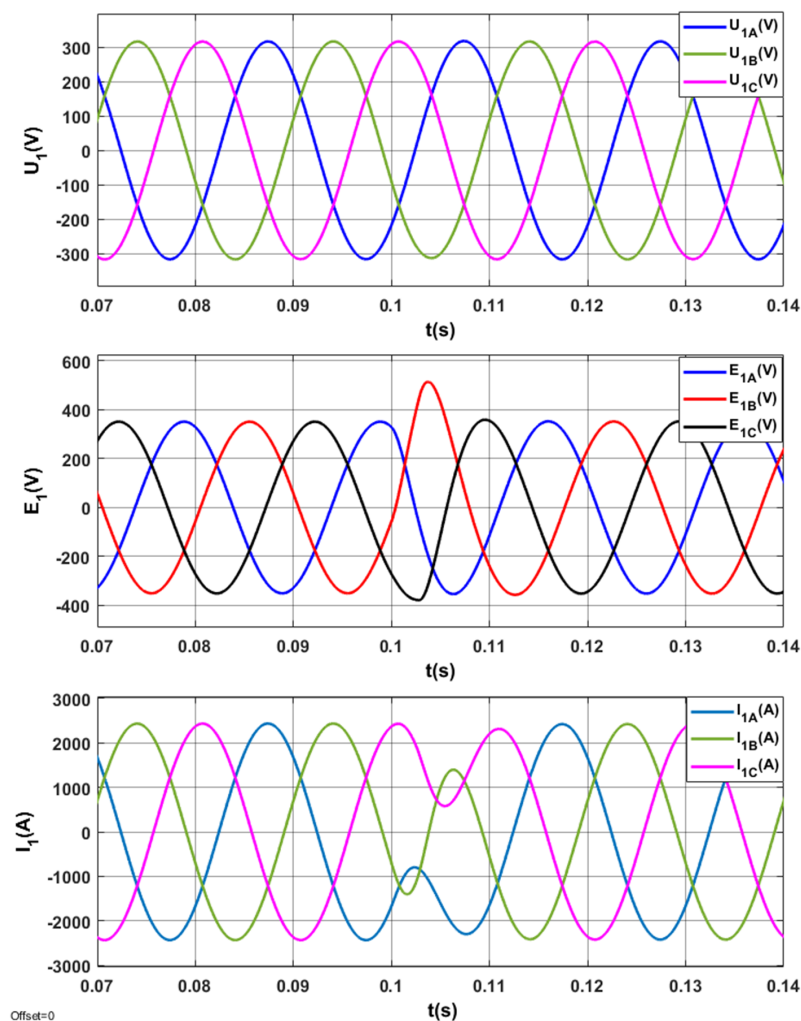 U1A(V)
U1B(V)
U1C(V)
300
200
100
0
-100
-200
-300
U1(V)
0.07 0.08 0.09 0.1 0.11 0.12 0.13 0.14
t(s)
E1A(V)
E1B(V)
E1C(V)
600
400
200
0
-200
-400
E1(V)
0.07 0.08 0.09 0.1 0.11 0.12 0.13 0.14
t(s)
I1A(A)
I1B(A)
I1C(A)
3000
2000
1000
0
-1000
-2000
-3000
I1(A)
0.07 0.08 0.09 0.1 0.11 0.12 0.13 0.14
t(s)
Offset=0